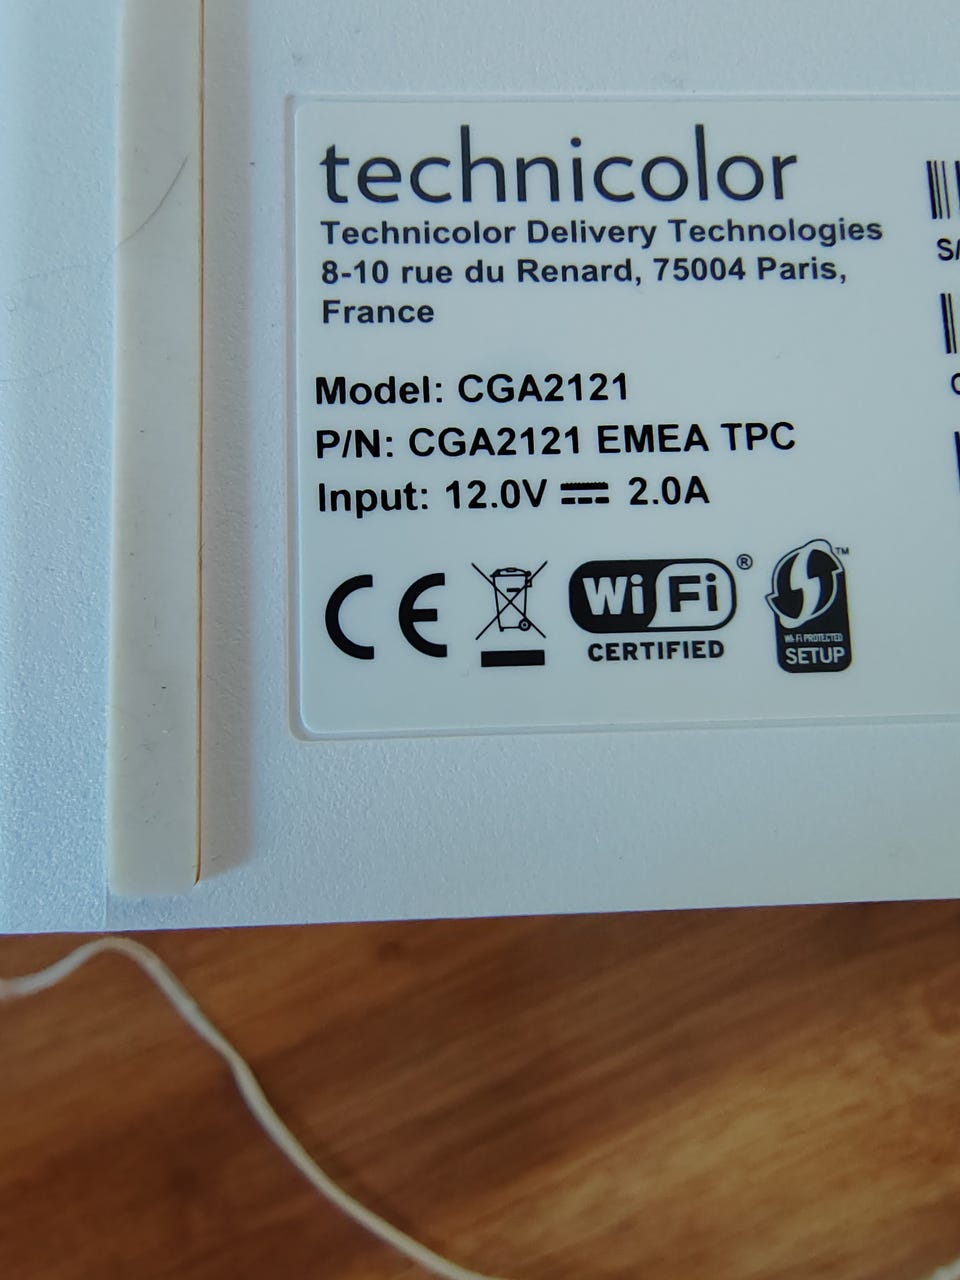 technicolor
Technicolor Delivery Technologies
8-10 rue du Renard, 75004 Paris,
France
Model: CGA2121
P/N: CGA2121 EMEA TPC
Input: 12.0V ⎓ 2.0A
CE
Wi Fi ®
CERTIFIED
TM
Wi-Fi PROTECTED
SETUP